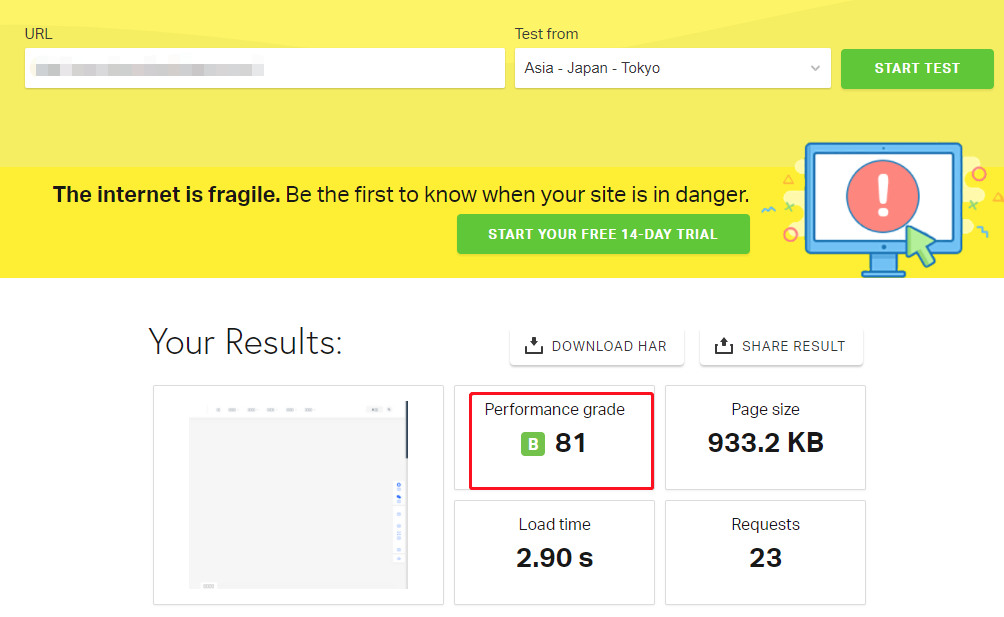 URL
Test from
Asia - Japan - Tokyo
START TEST
The internet is fragile. Be the first to know when your site is in danger.
START YOUR FREE 14-DAY TRIAL
Your Results:
DOWNLOAD HAR
SHARE RESULT
Performance grade
B 81
Page size
933.2 KB
Load time
2.90 s
Requests
23